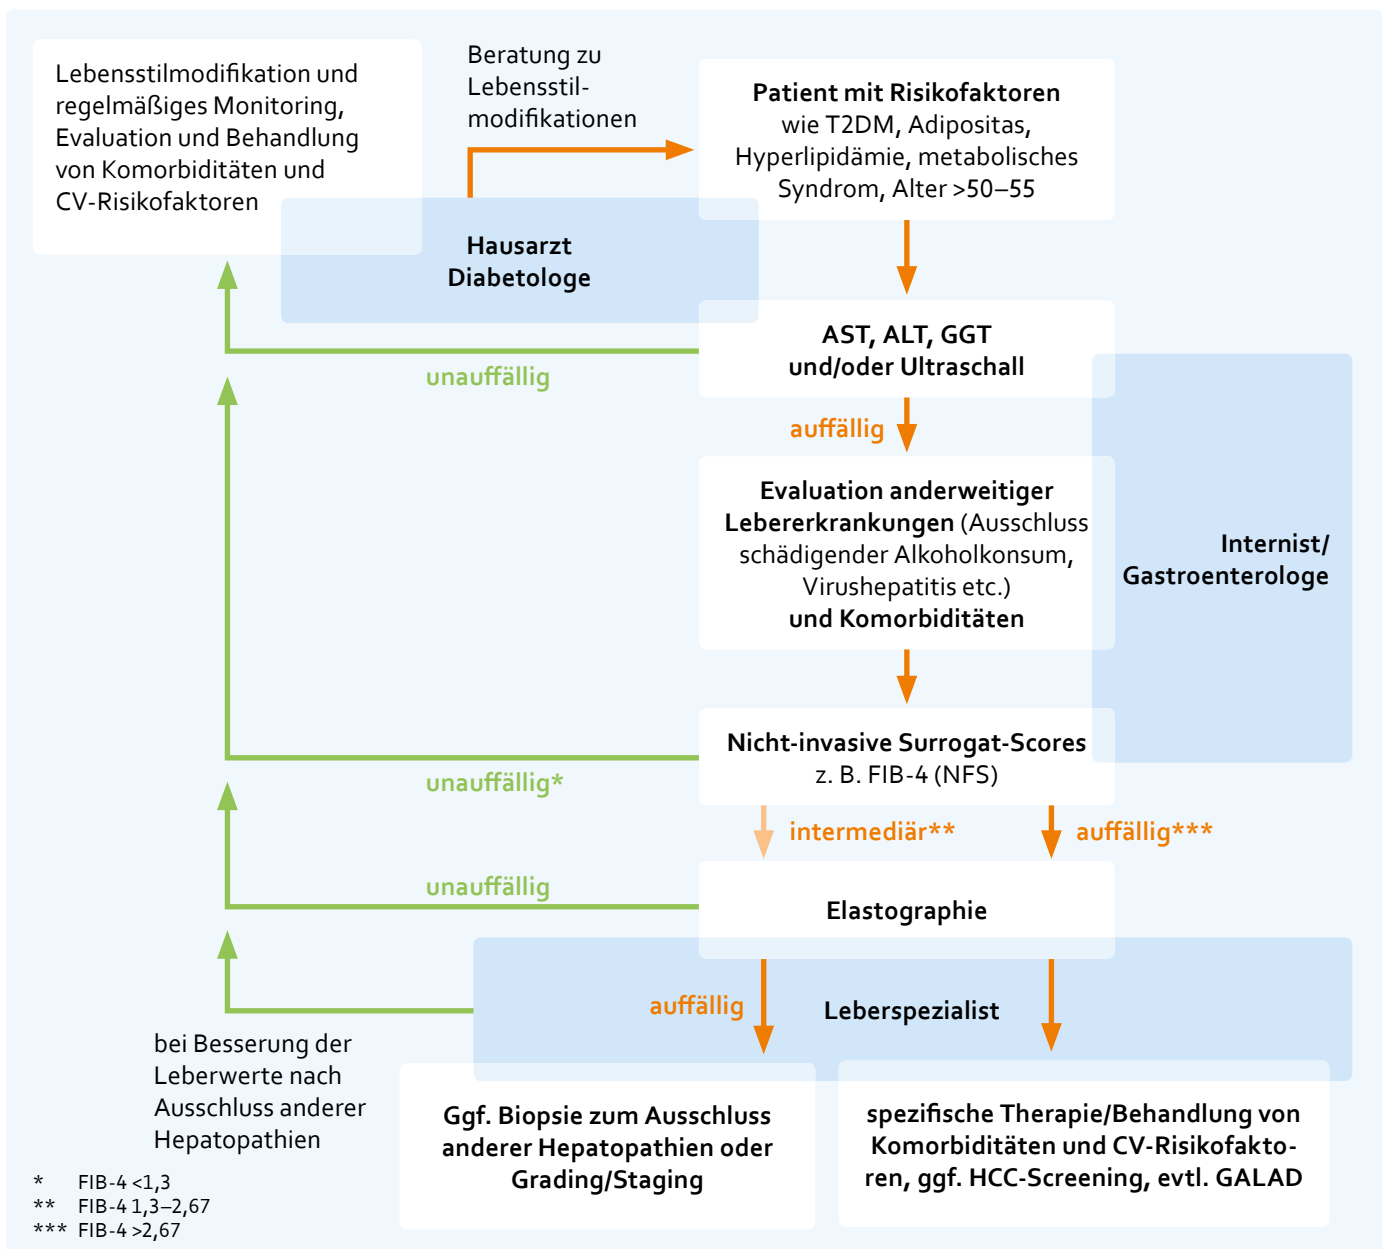 Lebensstilmodifikation und
regelmäßiges Monitoring,
Evaluation und Behandlung
von Komorbiditäten und
CV-Risikofaktoren
Beratung zu
Lebensstil-
modifikationen
Patient mit Risikofaktoren
wie T2DM, Adipositas,
Hyperlipidämie, metabolisches
Syndrom, Alter >50–55
Hausarzt
Diabetologe
AST, ALT, GGT
und/oder Ultraschall
unauffällig
auffällig
Evaluation anderweitiger
Lebererkrankungen (Ausschluss
schädigender Alkoholkonsum,
Virushepatitis etc.)
und Komorbiditäten
Internist/
Gastroenterologe
Nicht-invasive Surrogat-Scores
z. B. FIB-4 (NFS)
unauffällig*
intermediär**
auffällig***
unauffällig
Elastographie
auffällig
Leberspezialist
bei Besserung der
Leberwerte nach
Ausschluss anderer
Hepatopathien
Ggf. Biopsie zum Ausschluss
anderer Hepatopathien oder
Grading/Staging
spezifische Therapie/Behandlung von
Komorbiditäten und CV-Risikofakto-
ren, ggf. HCC-Screening, evtl. GALAD
* FIB-4 <1,3
** FIB-4 1,3–2,67
*** FIB-4 >2,67